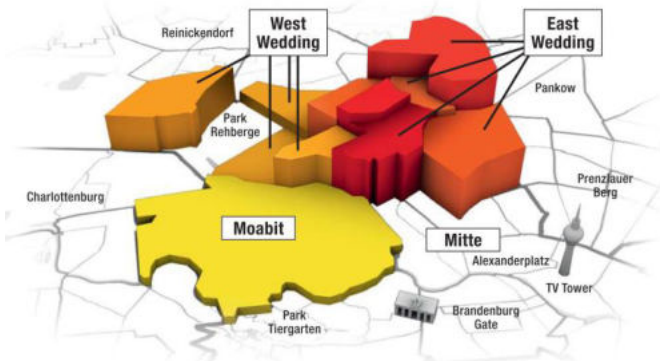 West
Wedding
East
Wedding
Reinickendorf
Pankow
Park
Rehberge
Charlottenburg
Prenzlauer
Berg
Moabit
Mitte
Alexanderplatz
TV Tower
Park
Tiergarten
Brandenburg
Gate